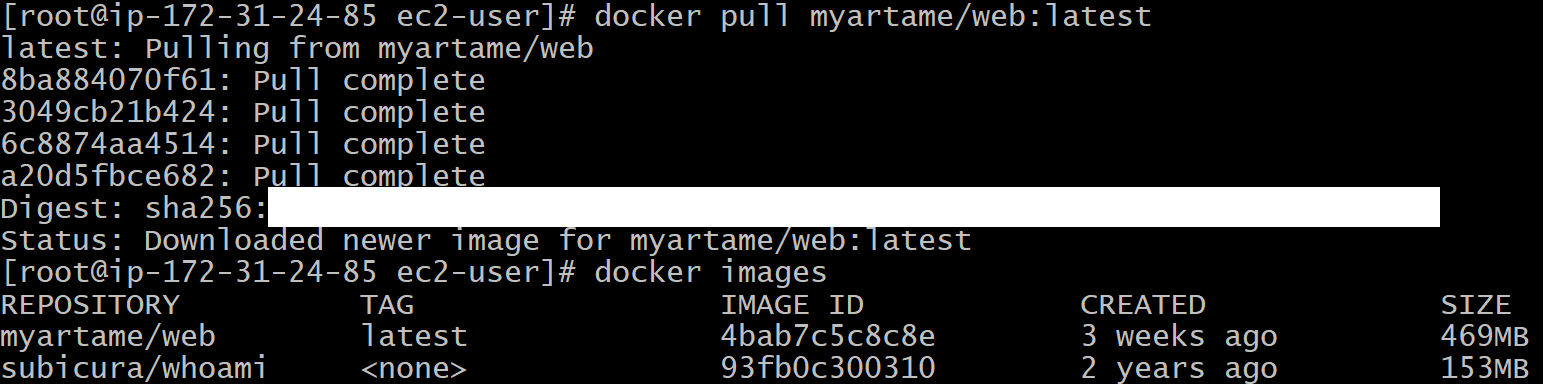 [root@ip-172-31-24-85 ec2-user]# docker pull myartame/web:latest
latest: Pulling from myartame/web
8ba884070f61: Pull complete
3049cb21b424: Pull complete
6c8874aa4514: Pull complete
a20d5fbce682: Pull complete
Digest: sha256:
Status: Downloaded newer image for myartame/web:latest
[root@ip-172-31-24-85 ec2-user]# docker images
REPOSITORY TAG IMAGE ID CREATED SIZE
myartame/web latest 4bab7c5c8c8e 3 weeks ago 469MB
subicura/whoami <none> 93fb0c300310 2 years ago 153MB